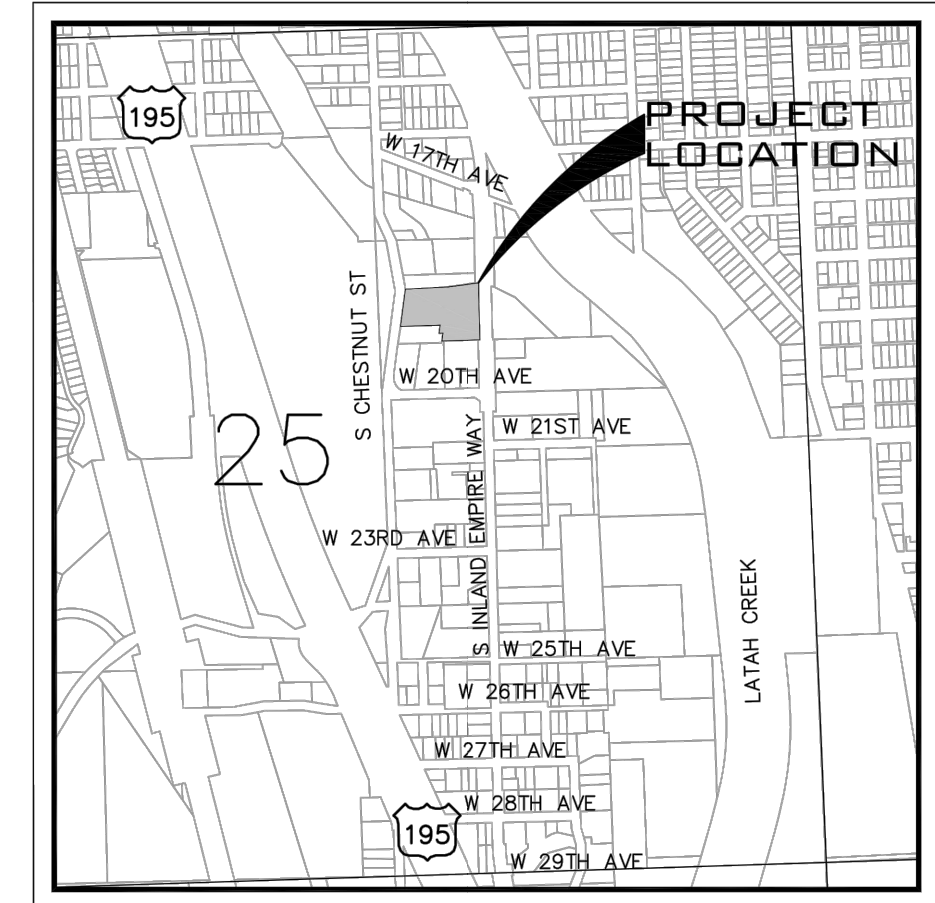 195
PROJECT
LOCATION
W 17TH AVE
S CHESTNUT ST
W 20TH AVE
25
S INLAND EMPIRE WAY
W 21ST AVE
W 23RD AVE
LATAH CREEK
W 25TH AVE
W 26TH AVE
W 27TH AVE
W 28TH AVE
195
W 29TH AVE